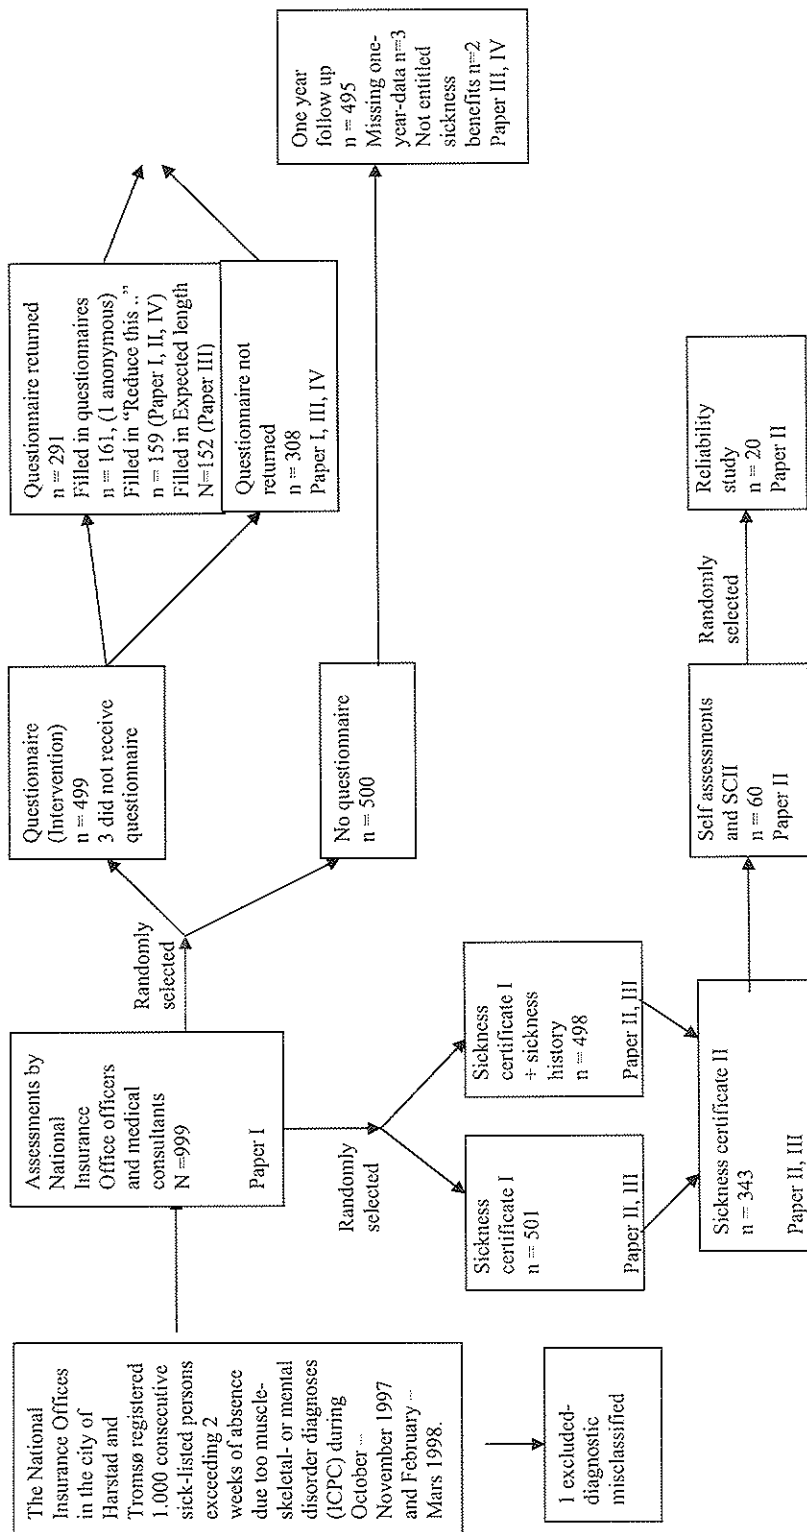 The National
Insurance Offices
in the city of
Harstad and
Tromsø registered
1.000 consecutive
sick-listed persons
exceeding 2
weeks of absence
due too muscle-
skeletal- or mental
disorder diagnoses
(ICPC) during
October –
November 1997
and February –
Mars 1998.
1 excluded-
diagnostic
misclassified
Assessments by
National
Insurance
Office officers
and medical
consultants
N =999
Paper I
Randomly
selected
Questionnaire
(Intervention)
n = 499
3 did not receive
questionnaire
No questionnaire
n = 500
Questionnaire returned
n = 291
Filled in questionnaires
n = 161, (1 anonymous)
Filled in “Reduce this ..”
n = 159 (Paper I, II, IV)
Filled in Expected length
N=152 (Paper III)
Questionnaire not
returned
n = 308
Paper I, III, IV
One year
follow up
n = 495
Missing one-
year-data n=3
Not entitled
sickness
benefits n=2
Paper III, IV
Randomly
selected
Sickness
certificate I
n = 501
Paper II, III
Sickness
certificate I
+ sickness
history
n = 498
Paper II, III
Sickness certificate II
n = 343
Paper II, III
Self assessments
and SCII
n = 60
Paper II
Randomly
selected
Reliability
study
n = 20
Paper II